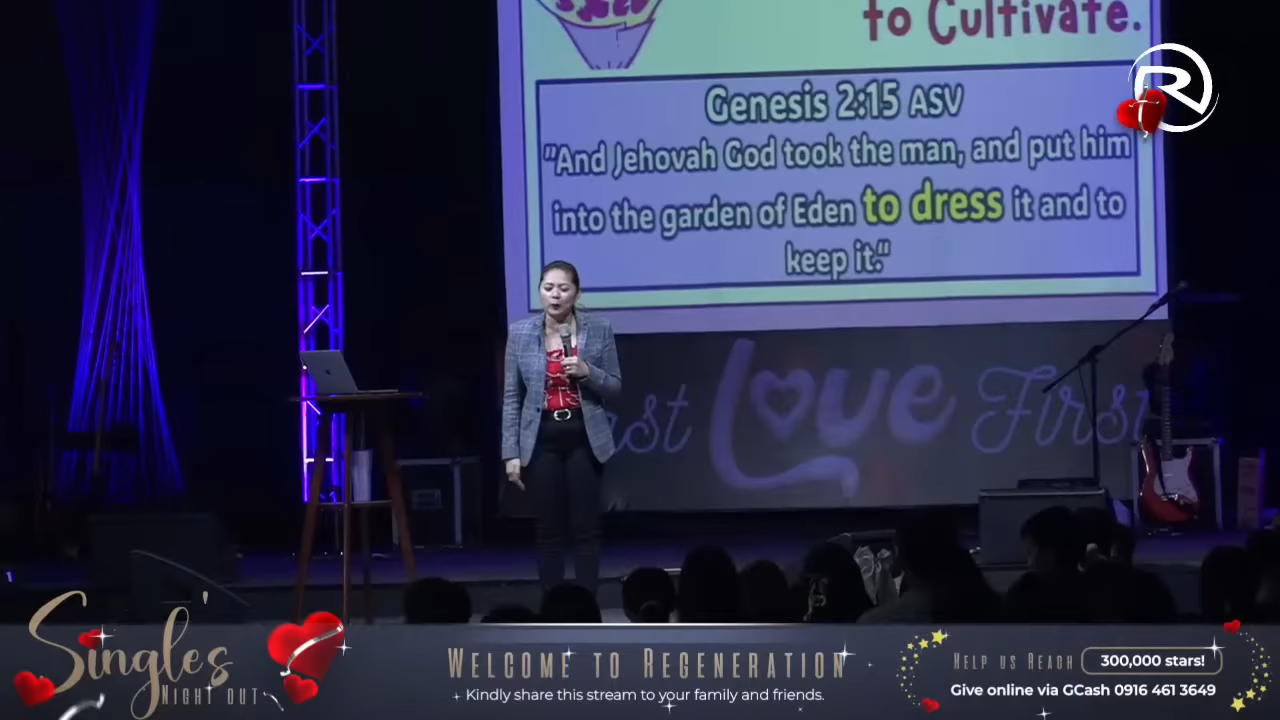 to Cultivate.
Genesis 2:15 ASV
"And Jehovah God took the man, and put him
into the garden of Eden to dress it and to
keep it."
R
Love First
Single's
Night Out
Welcome to Regeneration
Kindly share this stream to your family and friends.
Help us Reach 300,000 stars!
Give online via GCash 0916 461 3649